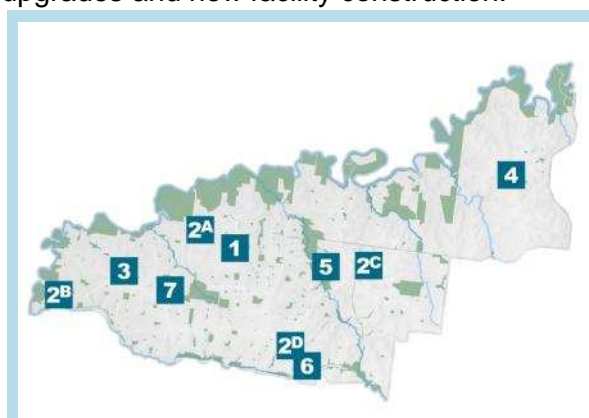 upgrades and new facility construction.
4
2A
1
3
5
2C
7
2B
2D
6